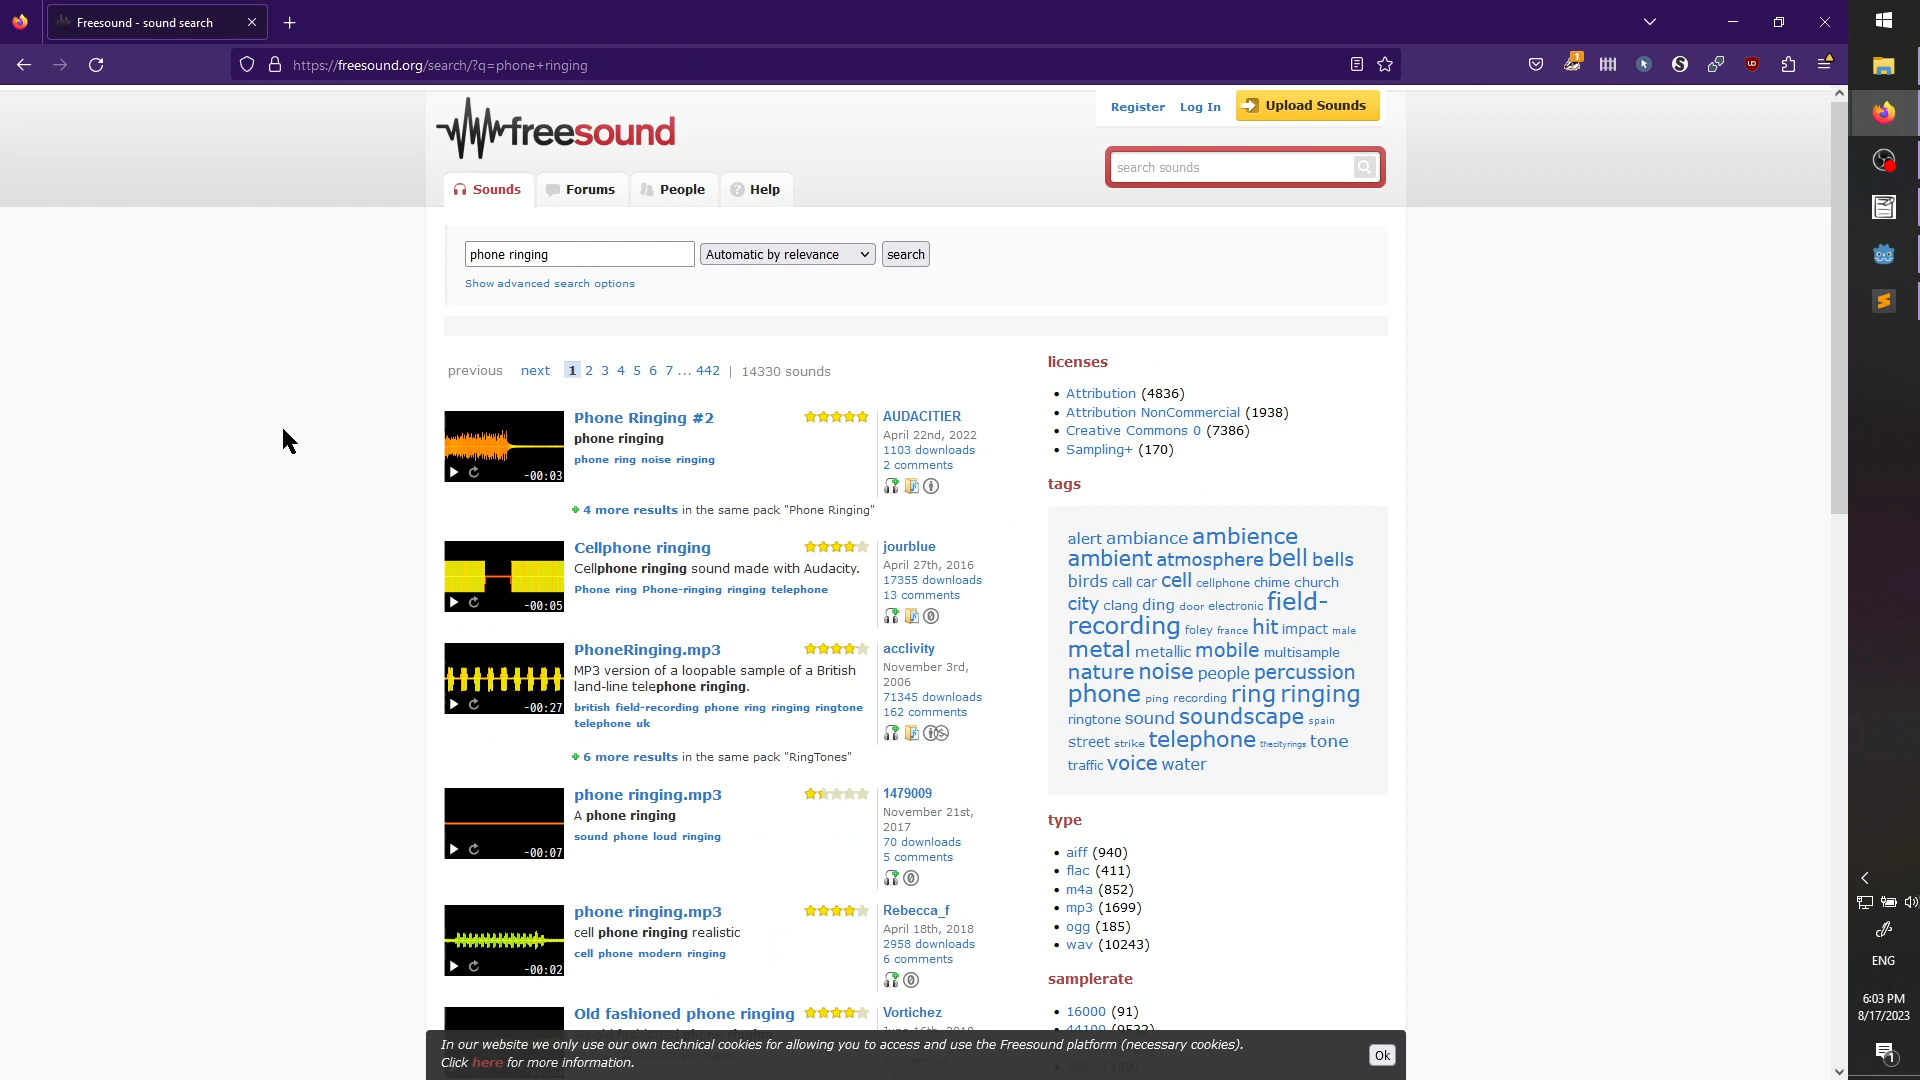 Freesound - sound search
https://freesound.org/search/?q=phone+ringing
1
UD
freesound
Register Log In Upload Sounds
search sounds
Sounds Forums People Help
phone ringing Automatic by relevance search
Show advanced search options
previous next 1 2 3 4 5 6 7 ... 442 | 14330 sounds
Phone Ringing #2
phone ringing
phone ring noise ringing
-00:03
AUDACITIER
April 22nd, 2022
1103 downloads
2 comments
4 more results in the same pack "Phone Ringing"
Cellphone ringing
Cellphone ringing sound made with Audacity.
Phone ring Phone-ringing ringing telephone
-00:05
jourblue
April 27th, 2016
17355 downloads
13 comments
PhoneRinging.mp3
MP3 version of a loopable sample of a British
land-line telephone ringing.
british field-recording phone ring ringing ringtone
telephone uk
-00:27
acclivity
November 3rd,
2006
71345 downloads
162 comments
6 more results in the same pack "RingTones"
phone ringing.mp3
A phone ringing
sound phone loud ringing
-00:07
1479009
November 21st,
2017
70 downloads
5 comments
phone ringing.mp3
cell phone ringing realistic
cell phone modern ringing
-00:02
Rebecca_f
April 18th, 2018
2958 downloads
6 comments
Old fashioned phone ringing
Vortichez
licenses
Attribution (4836)
Attribution NonCommercial (1938)
Creative Commons 0 (7386)
Sampling+ (170)
tags
alert ambiance ambience
ambient atmosphere bell bells
birds call car cell cellphone chime church
city clang ding door electronic field-
recording foley france hit impact male
metal metallic mobile multisample
nature noise people percussion
phone ping recording ring ringing
ringtone sound soundscape spain
street strike telephone thecityrings tone
traffic voice water
type
aiff (940)
flac (411)
m4a (852)
mp3 (1699)
ogg (185)
wav (10243)
samplerate
16000 (91)
44100 (9532)
In our website we only use our own technical cookies for allowing you to access and use the Freesound platform (necessary cookies).
Click here for more information.
Ok
ENG
6:03 PM
8/17/2023
1